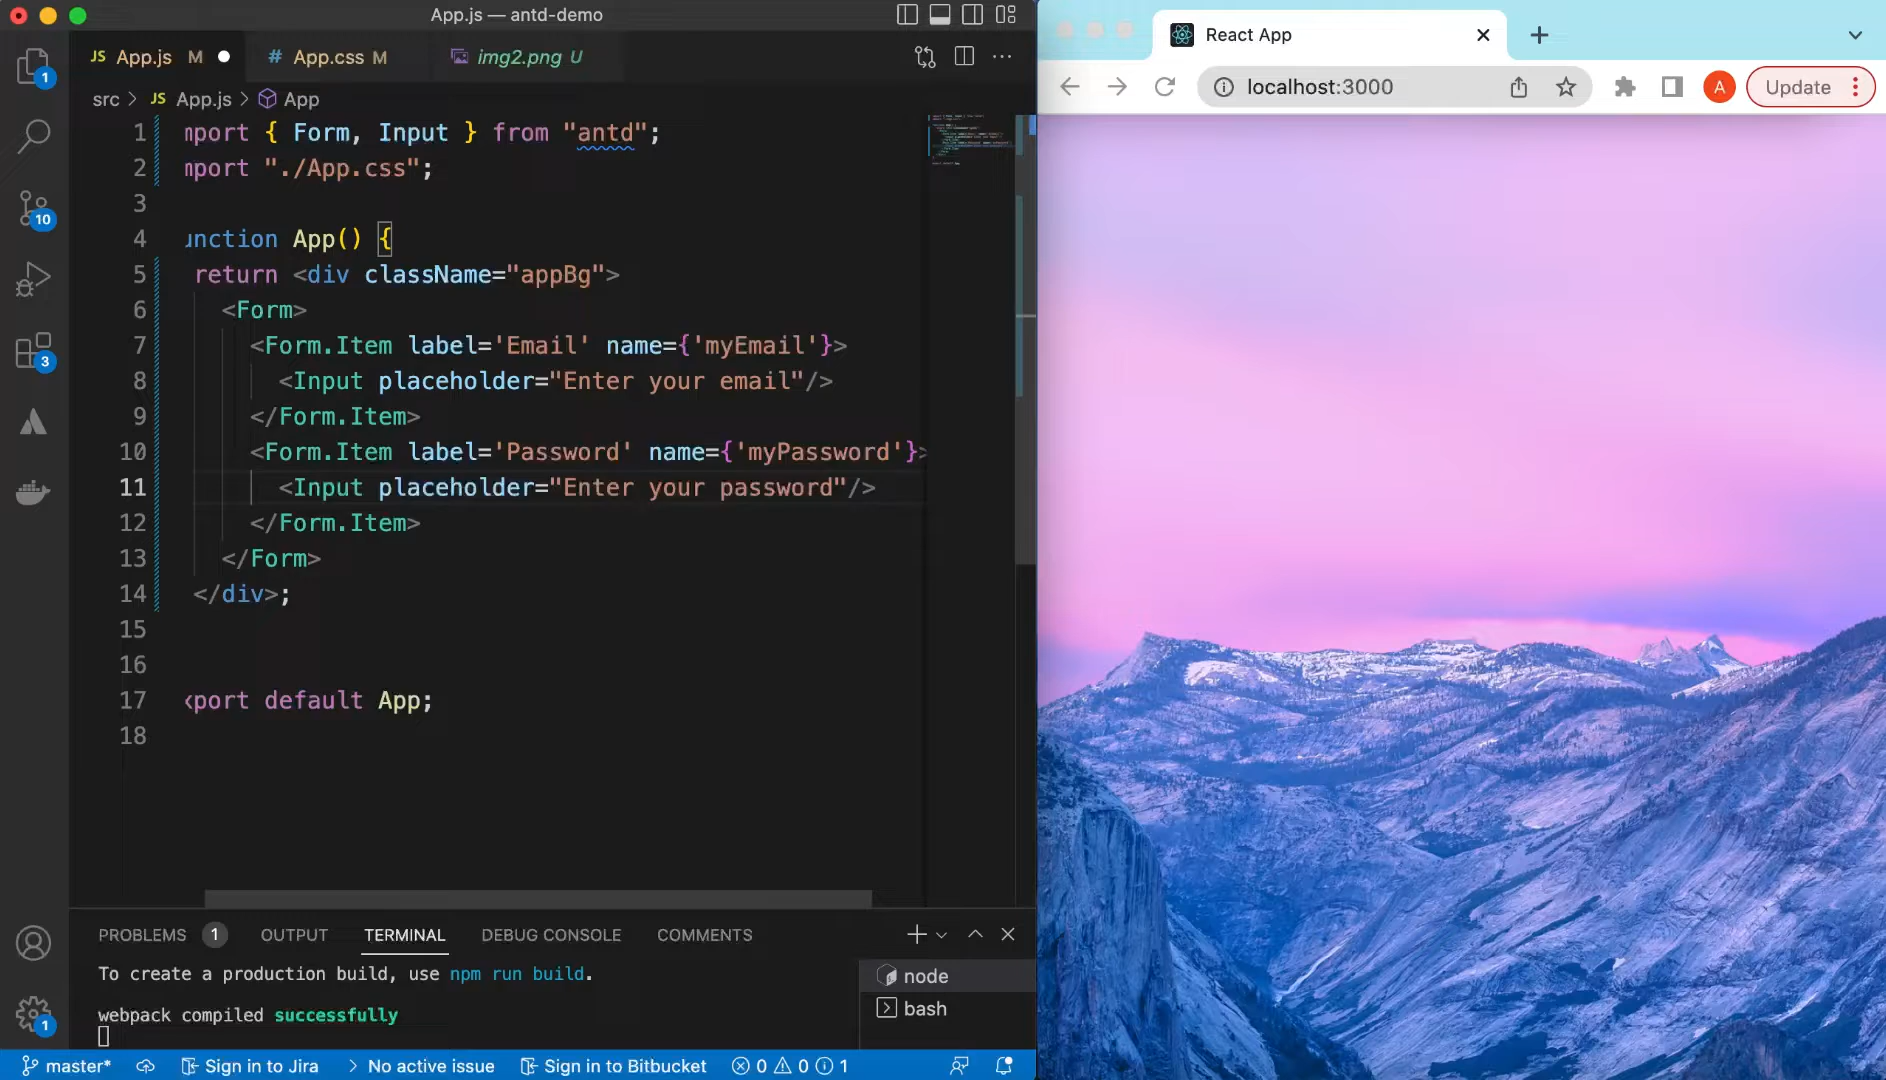 App.js — antd-demo
JS App.js M
# App.css M
img2.png U
src > JS App.js > App
1 mport { Form, Input } from "antd";
2 mport "./App.css";
3
4 unction App() {
5 return <div className="appBg">
6 <Form>
7 <Form.Item label='Email' name={'myEmail'}>
8 <Input placeholder="Enter your email"/>
9 </Form.Item>
10 <Form.Item label='Password' name={'myPassword'}>
11 <Input placeholder="Enter your password"/>
12 </Form.Item>
13 </Form>
14 </div>;
15
16
17 xport default App;
18
1
10
3
1
PROBLEMS 1 OUTPUT TERMINAL DEBUG CONSOLE COMMENTS
To create a production build, use npm run build.
webpack compiled successfully
node
bash
master* Sign in to Jira > No active issue Sign in to Bitbucket 0 0 1
React App
localhost:3000
A
Update